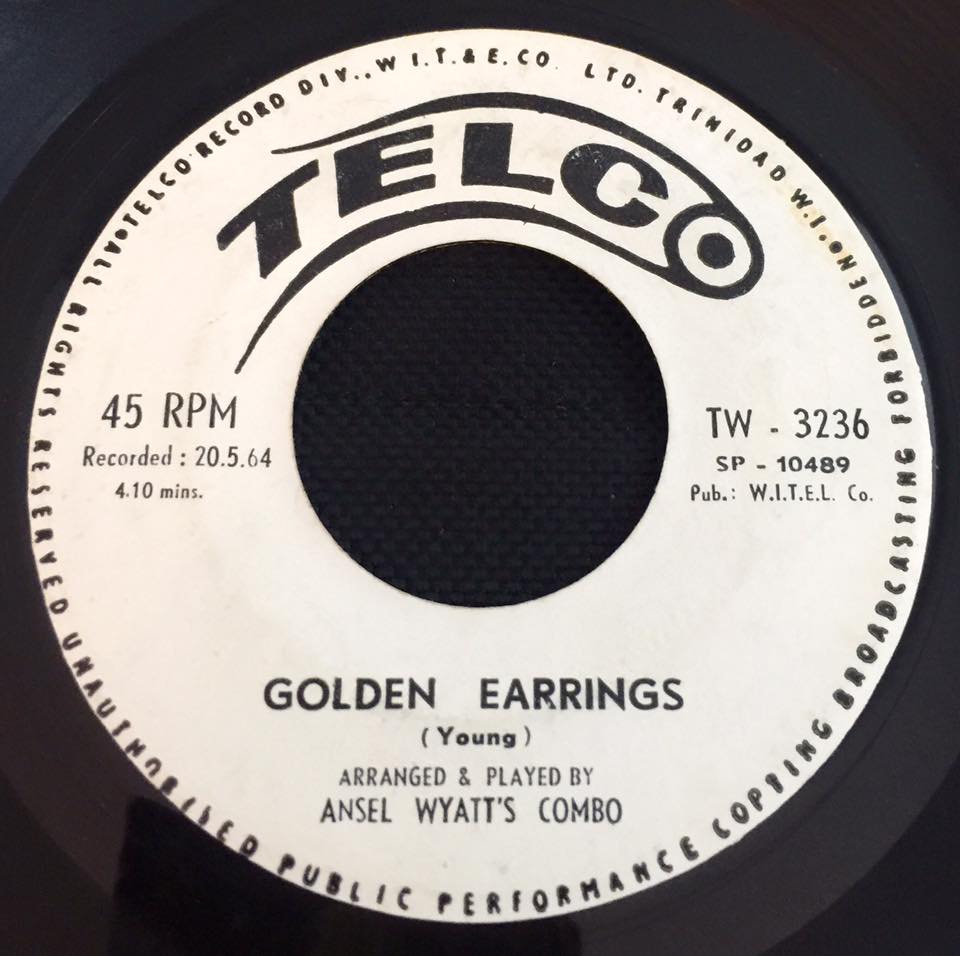 TELCO
45 RPM
Recorded : 20.5.64
4.10 mins.
TW - 3236
SP - 10489
Pub.: W.I.T.E.L. Co.
GOLDEN EARRINGS
(Young)
ARRANGED & PLAYED BY
ANSEL WYATT'S COMBO
TELCO RECORD DIV.., W I.T.& E. CO. LTD. TRINIDAD W.I. • NO FORBIDDEN BROADCASTING COPYING PERFORMANCE PUBLIC UNAUTHORISED RESERVED RIGHTS ALL